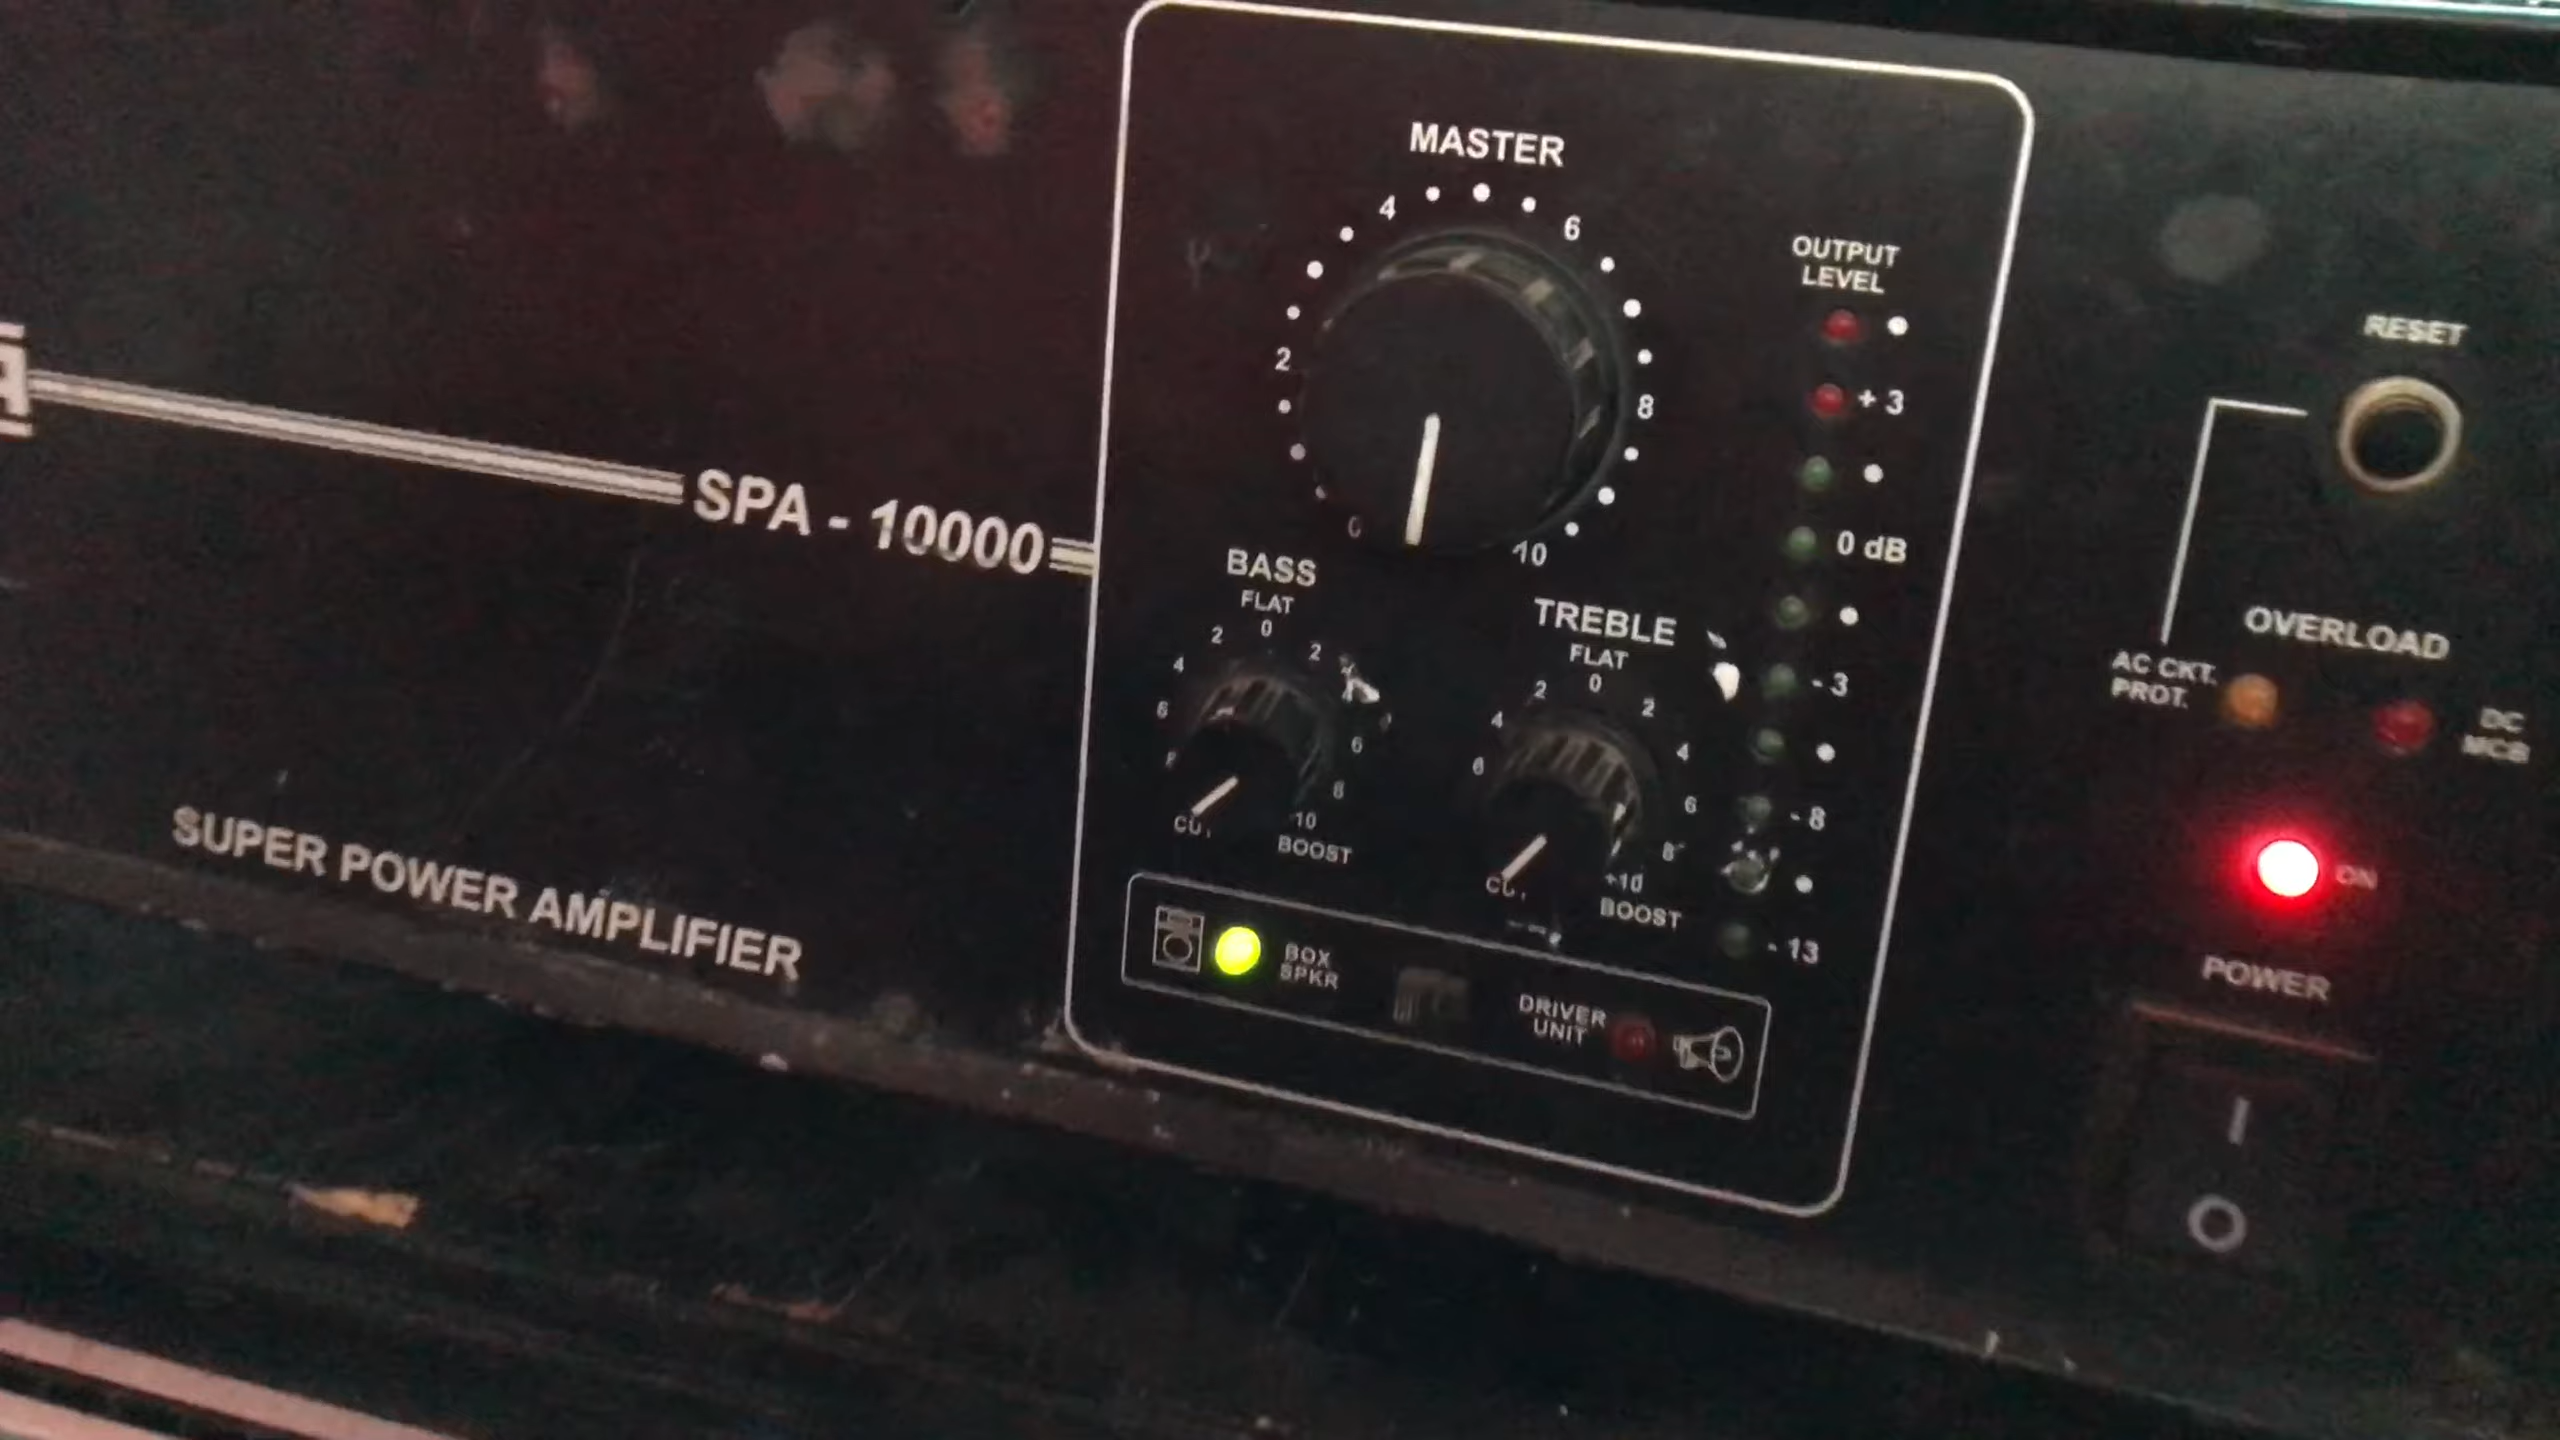 A
SPA - 10000
SUPER POWER AMPLIFIER
MASTER
0
2
4
6
8
10
OUTPUT
LEVEL
+ 3
0 dB
- 3
- 8
- 13
BASS
FLAT
6
4
2
0
2
4
6
8
10
BOOST
TREBLE
FLAT
6
4
2
0
2
4
6
8
+10
BOOST
BOX
SPKR
DRIVER
UNIT
RESET
OVERLOAD
AC CKT.
PROT.
DC
MCB
ON
POWER
I
O